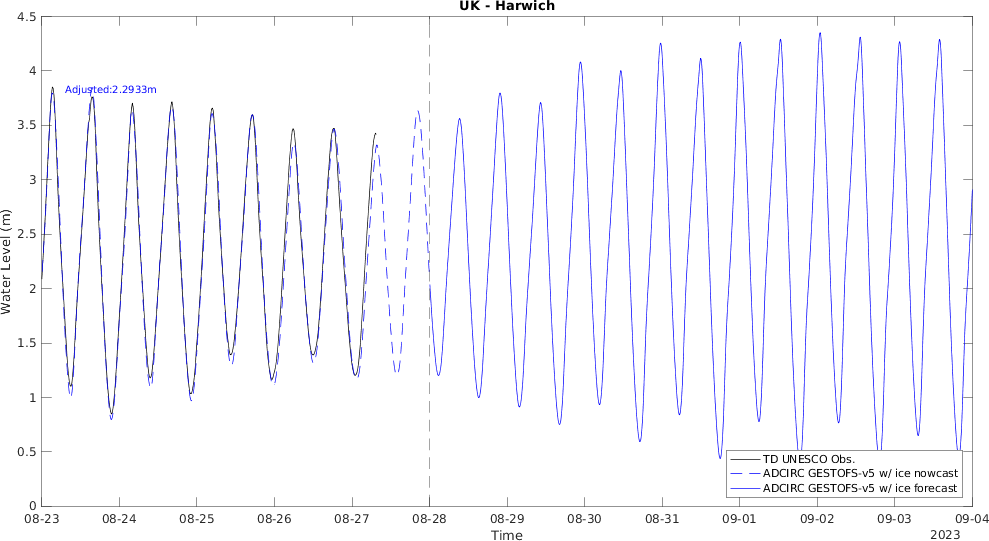 UK - Harwich
4.5
4
3.5
3
2.5
2
1.5
1
0.5
0
Water Level (m)
Adjusted:2.2933m
TD UNESCO Obs.
ADCIRC GESTOFS-v5 w/ ice nowcast
ADCIRC GESTOFS-v5 w/ ice forecast
08-23 08-24 08-25 08-26 08-27 08-28 08-29 08-30 08-31 09-01 09-02 09-03 09-04
Time
2023